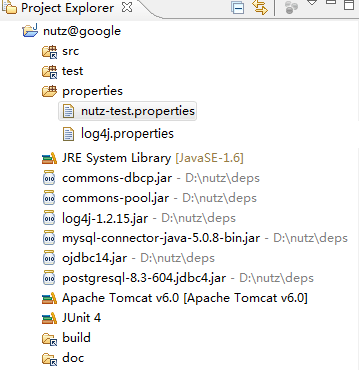 Project Explorer
nutz@google
src
test
properties
nutz-test.properties
log4j.properties
JRE System Library [JavaSE-1.6]
commons-dbcp.jar - D:\nutz\deps
commons-pool.jar - D:\nutz\deps
log4j-1.2.15.jar - D:\nutz\deps
mysql-connector-java-5.0.8-bin.jar - D:\nutz\deps
ojdbc14.jar - D:\nutz\deps
postgresql-8.3-604.jdbc4.jar - D:\nutz\deps
Apache Tomcat v6.0 [Apache Tomcat v6.0]
JUnit 4
build
doc